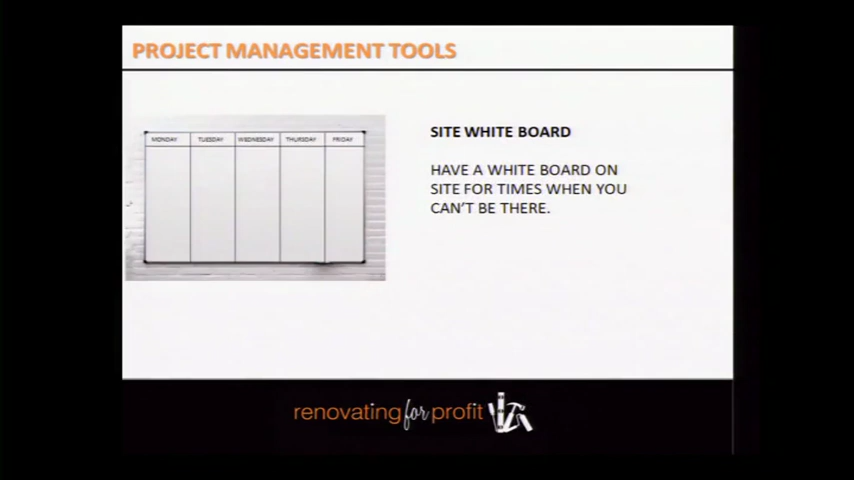 PROJECT MANAGEMENT TOOLS
MONDAY TUESDAY WEDNESDAY THURSDAY FRIDAY
SITE WHITE BOARD
HAVE A WHITE BOARD ON
SITE FOR TIMES WHEN YOU
CAN'T BE THERE.
renovating for profit